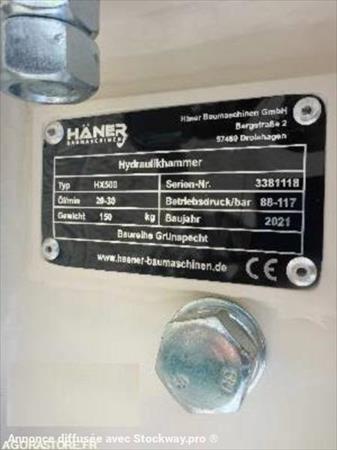 HÄNER
BAUMASCHINEN
Häner Baumaschinen GmbH
Bergstraße 2
57489 Drolshagen
Hydraulikhammer
Typ HX500 Serien-Nr. 3381118
Öl/min 20-30 Betriebsdruck/bar 88-117
Gewicht 150 kg Baujahr 2021
Baureihe Grünspecht
www.haener-baumaschinen.de CE
AGORASTORE.FR
Annonce diffusée avec Stockway.pro ®